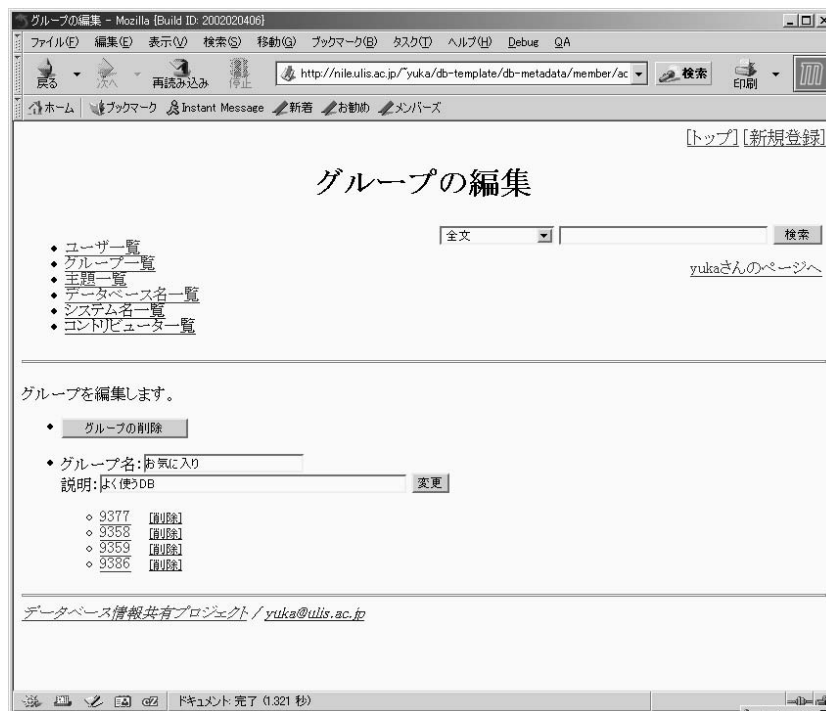 グループの編集 - Mozilla {Build ID: 2002020406}
ファイル(F) 編集(E) 表示(V) 検索(S) 移動(G) ブックマーク(B) タスク(T) ヘルプ(H) Debug QA
戻る 次へ 再読み込み 停止 http://nile.ulis.ac.jp/~yuka/db-template/db-metadata/member/ac 検索 印刷
ホーム ブックマーク Instant Message 新着 お勧め メンバーズ
[トップ] [新規登録]
グループの編集
全文 検索
ユーザ一覧
グループ一覧
主題一覧
データベース名一覧
システム名一覧
コントリビュータ一覧
yukaさんのページへ
グループを編集します。
グループの削除
グループ名:お気に入り
説明:よく使うDB 変更
9377 [削除]
9358 [削除]
9359 [削除]
9386 [削除]
データベース情報共有プロジェクト / yuka@ulis.ac.jp
ドキュメント: 完了 (1.321 秒)